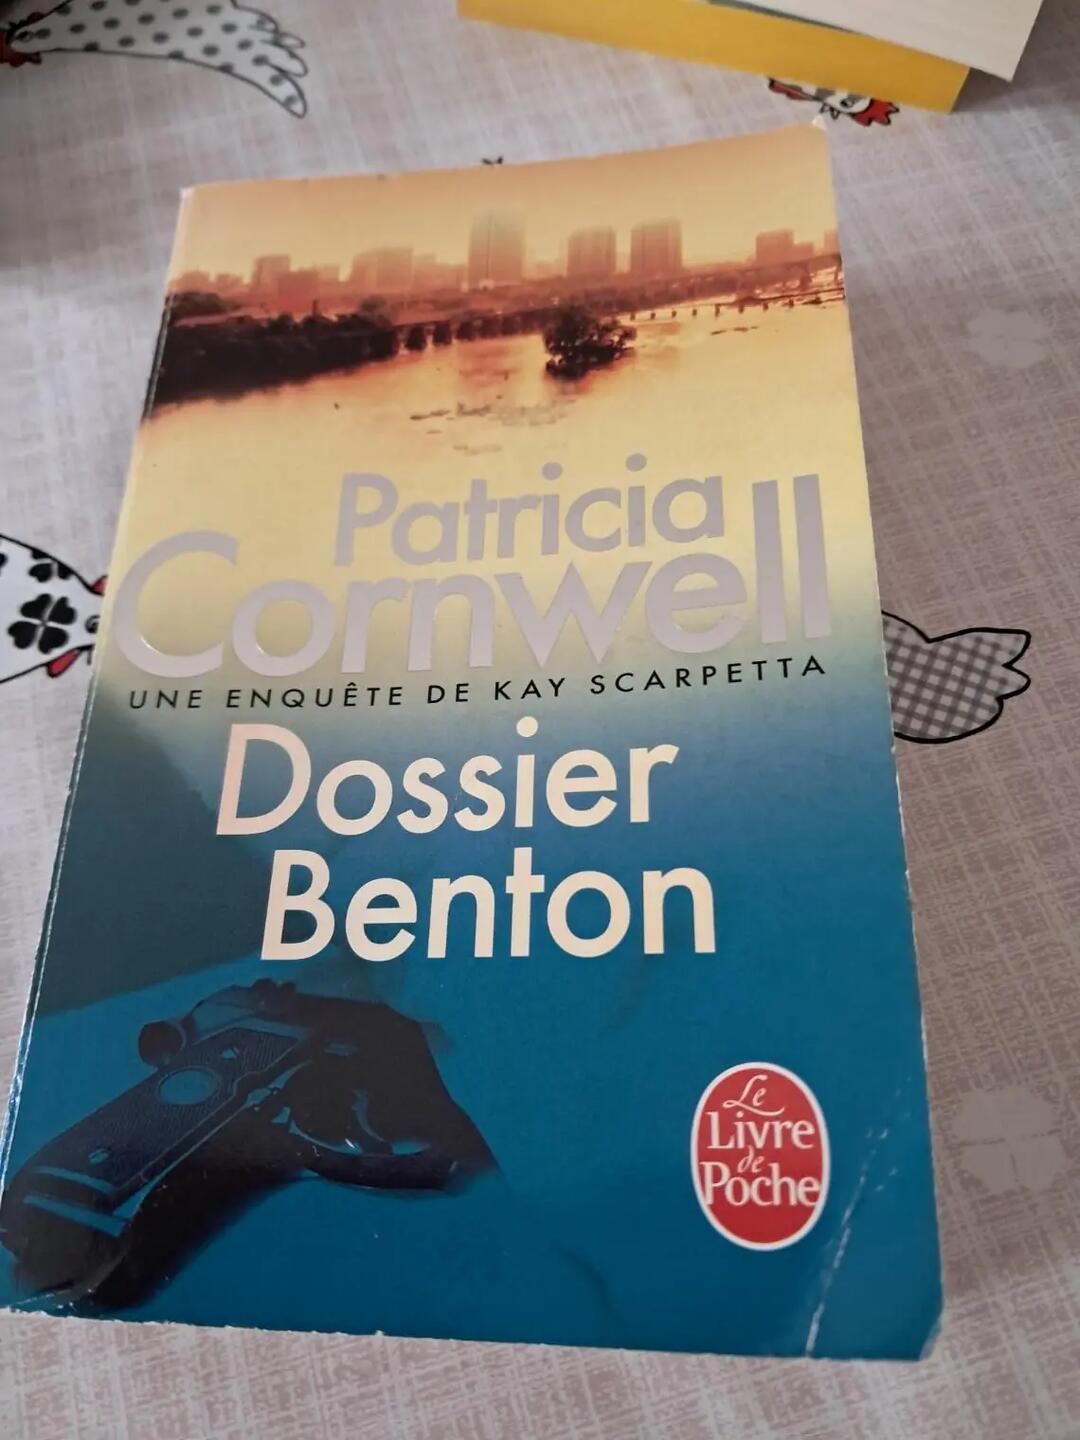 Patricia
Cornwell
UNE ENQUÊTE DE KAY SCARPETTA
Dossier
Benton
Le
Livre
de
Poche